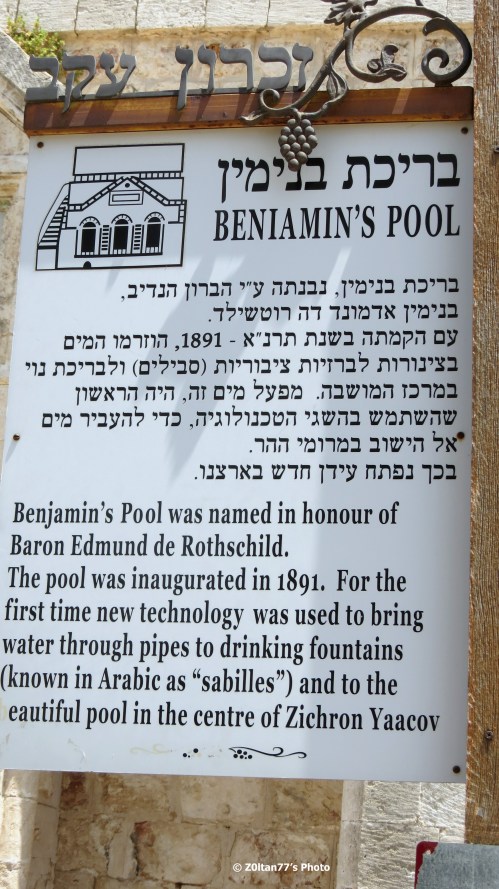 זכרון עקב
בריכת בנימין
BENIAMIN'S POOL
בריכת בנימין, נבנתה ע״י הברון הנדיב,
בנימין אדמונד דה רוטשילד.
עם הקמתה בשנת תרנ״א - 1891, הוזרמו המים
בצינורות לברזיות ציבוריות (סבילים) ולבריכת נוי
במרכז המושבה. מפעל מים זה, היה הראשון
שהשתמש בהשגי הטכנולוגיה, כדי להעביר מים
אל הישוב במרומי ההר.
בכך נפתח עידן חדש בארצנו.
Benjamin's Pool was named in honour of
Baron Edmund de Rothschild.
The pool was inaugurated in 1891. For the
first time new technology was used to bring
water through pipes to drinking fountains
(known in Arabic as "sabilles") and to the
eautiful pool in the centre of Zichron Yaacov
© Z0ltan77's Photo